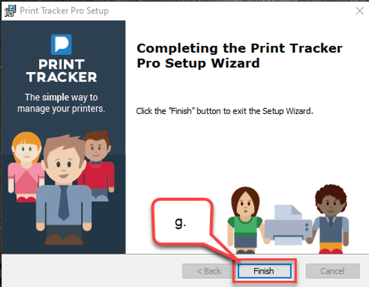 Print Tracker Pro Setup
PRINT
TRACKER
The simple way to
manage your printers.
Completing the Print Tracker
Pro Setup Wizard
Click the "Finish" button to exit the Setup Wizard.
g.
< Back
Finish
Cancel